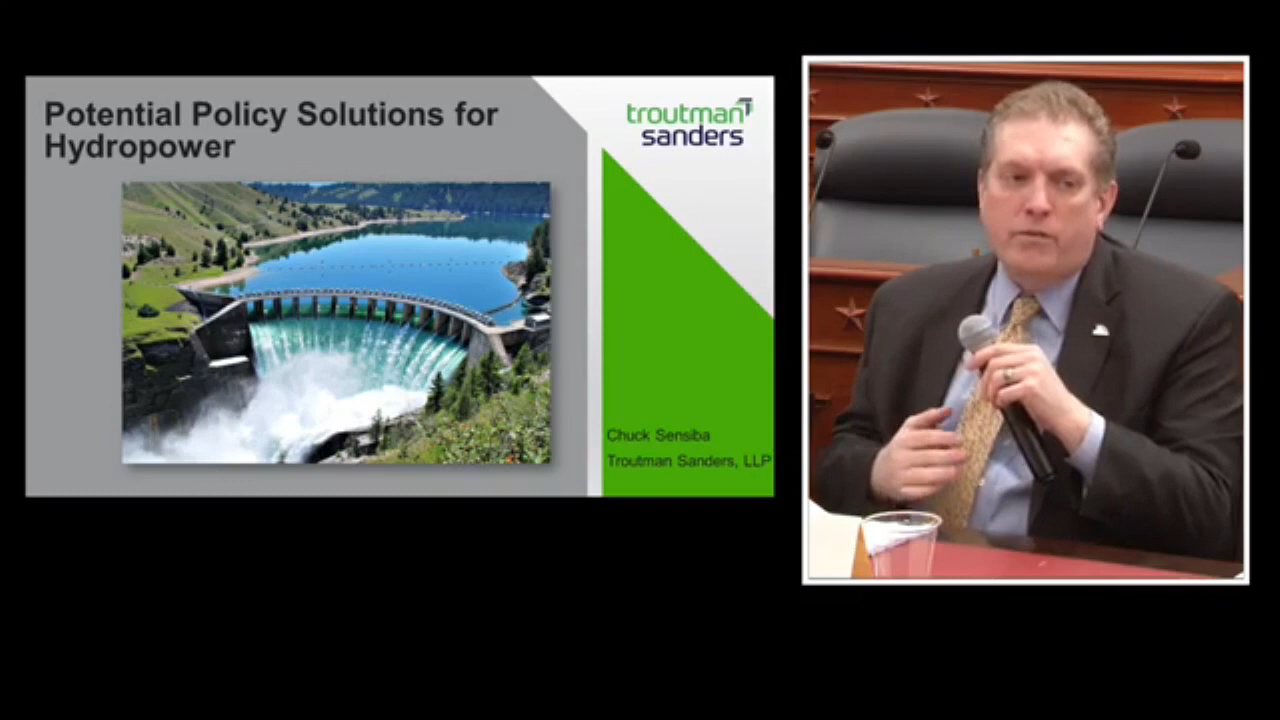 Potential Policy Solutions for
Hydropower
troutman
sanders
Chuck Sensiba
Troutman Sanders, LLP